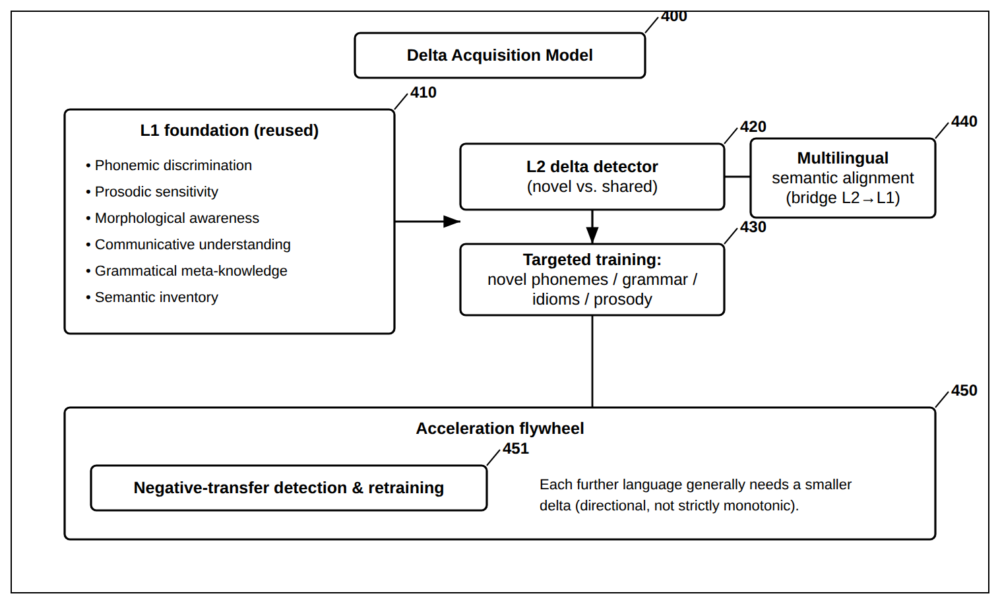 400
Delta Acquisition Model
410
L1 foundation (reused)
• Phonemic discrimination
• Prosodic sensitivity
• Morphological awareness
• Communicative understanding
• Grammatical meta-knowledge
• Semantic inventory
420
L2 delta detector
(novel vs. shared)
440
Multilingual
semantic alignment
(bridge L2→L1)
430
Targeted training:
novel phonemes / grammar /
idioms / prosody
450
Acceleration flywheel
451
Negative-transfer detection & retraining
Each further language generally needs a smaller
delta (directional, not strictly monotonic).